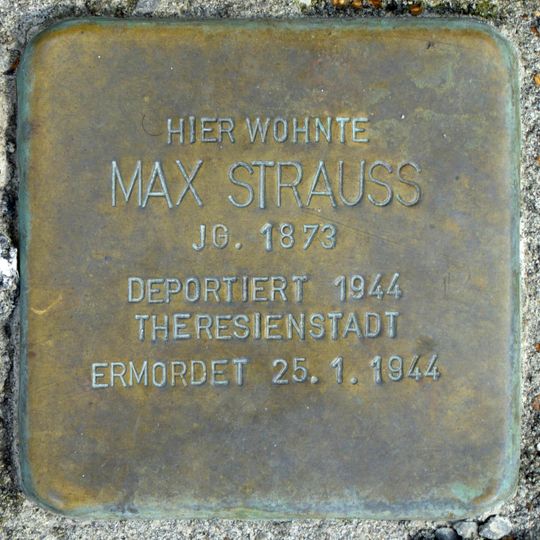 HIER WOHNTE
MAX STRAUSS
JG. 1873
DEPORTIERT 1944
THERESIENSTADT
ERMORDET 25.1.1944